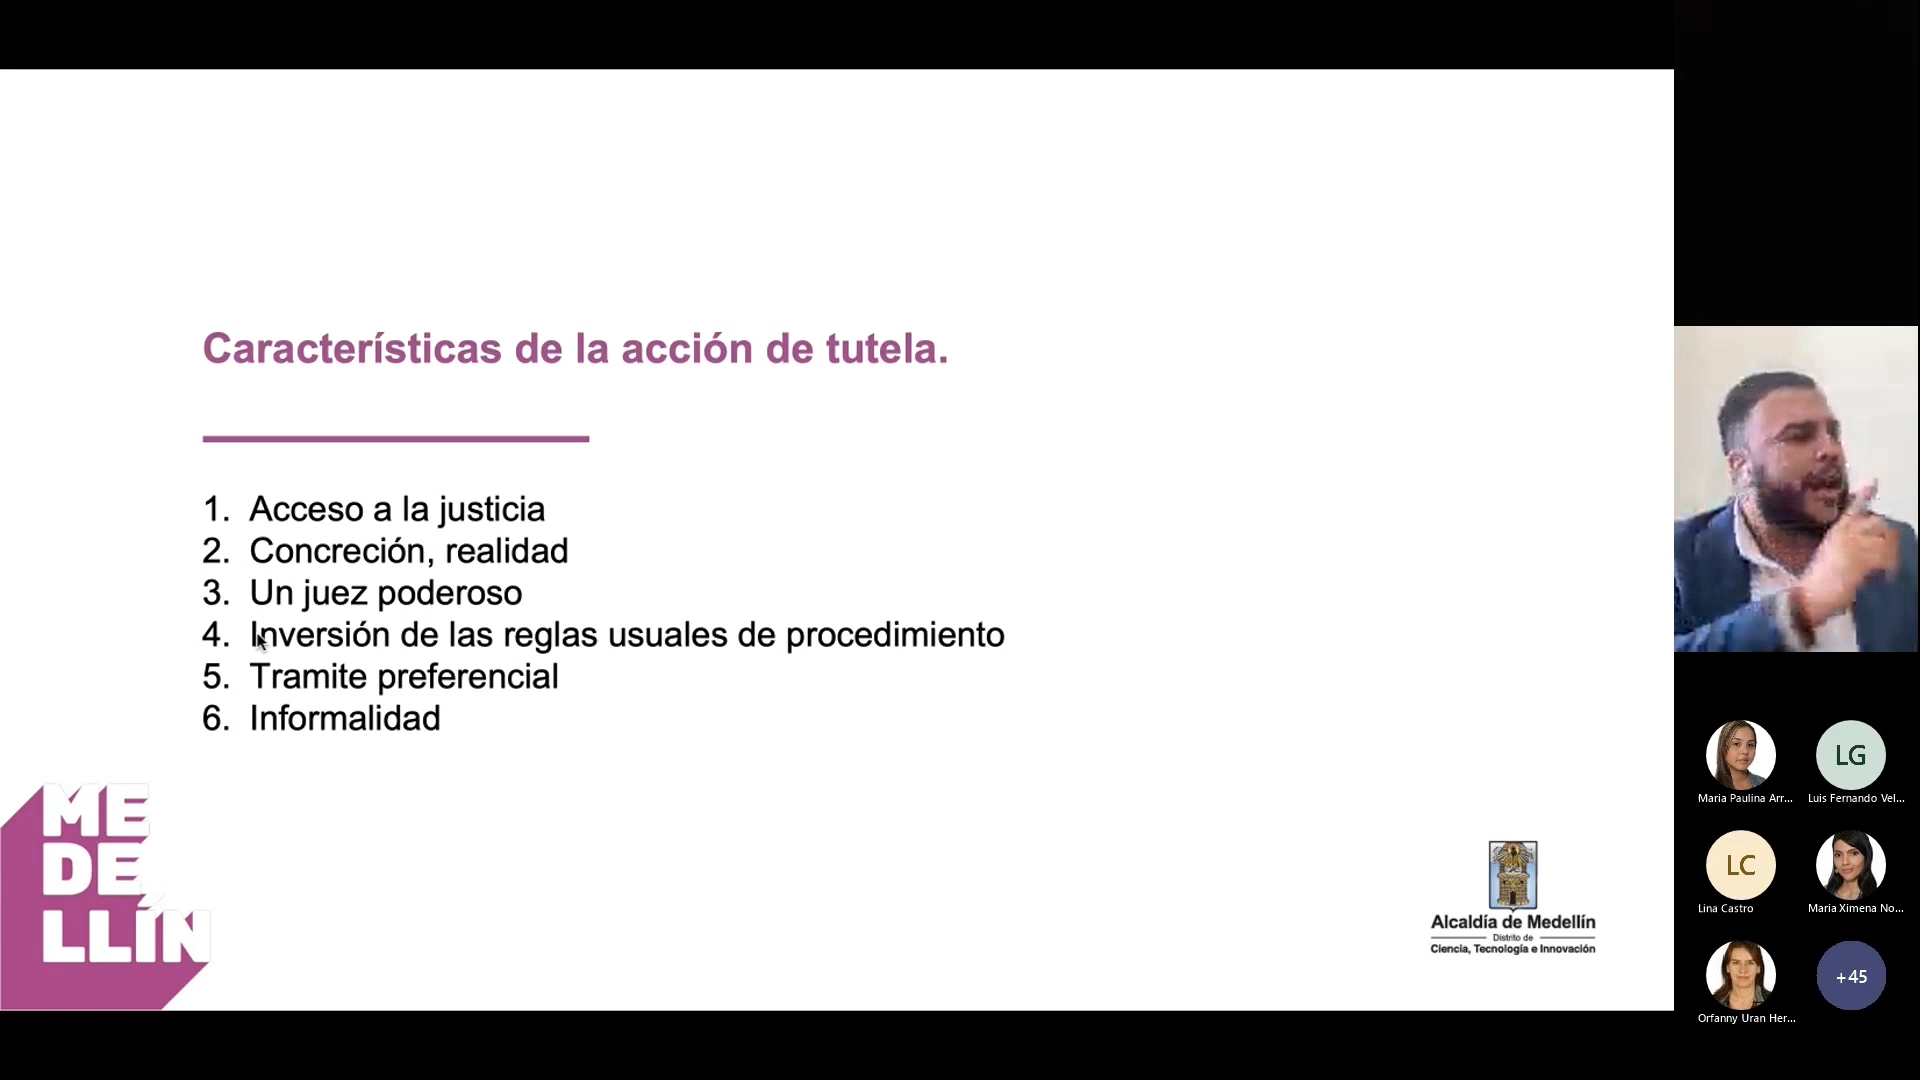 Características de la acción de tutela.
1. Acceso a la justicia
2. Concreción, realidad
3. Un juez poderoso
4. Inversión de las reglas usuales de procedimiento
5. Tramite preferencial
6. Informalidad
ME
DE
LLÍN
Alcaldía de Medellín
Distrito de
Ciencia, Tecnología e Innovación
LG
Maria Paulina Arr...
Luis Fernando Vel...
LC
Lina Castro
Maria Ximena No...
+45
Orfanny Uran Her...